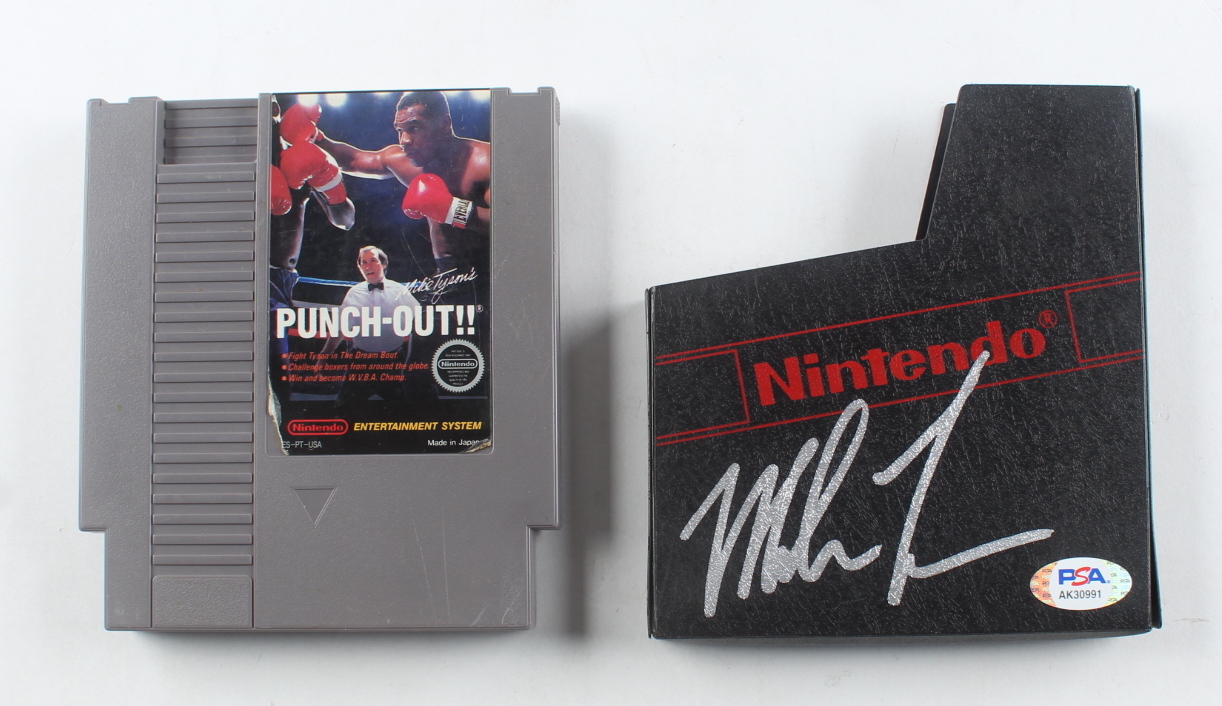 Mike Tyson's
PUNCH-OUT!!®
Fight Tyson in The Dream Bout.
Challenge boxers from around the globe.
Win and become W.V.B.A. Champ.
Nintendo
Nintendo ENTERTAINMENT SYSTEM
ES-PT-USA
Made in Japan
Nintendo®
PSA
AK30991